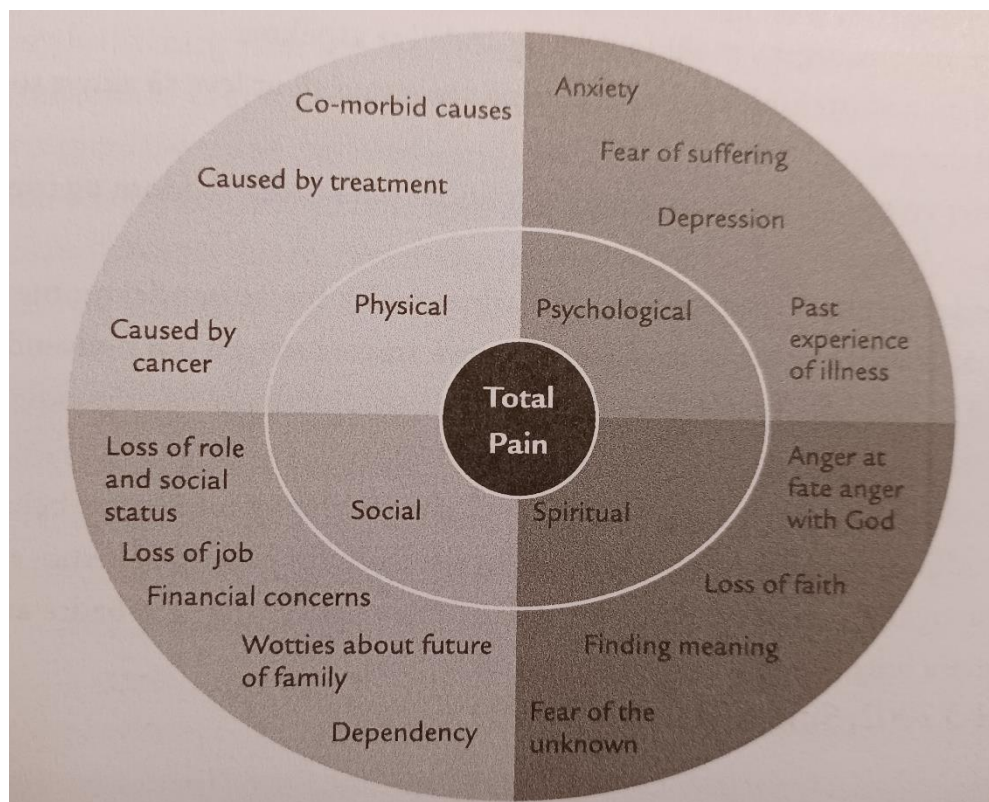 Co-morbid causes
Caused by treatment
Physical
Caused by
cancer
Anxiety
Fear of suffering
Depression
Psychological
Past
experience
of illness
Total
Pain
Loss of role
and social
status
Social
Loss of job
Financial concerns
Wotties about future
of family
Dependency
Spiritual
Anger at
fate anger
with God
Loss of faith
Finding meaning
Fear of the
unknown